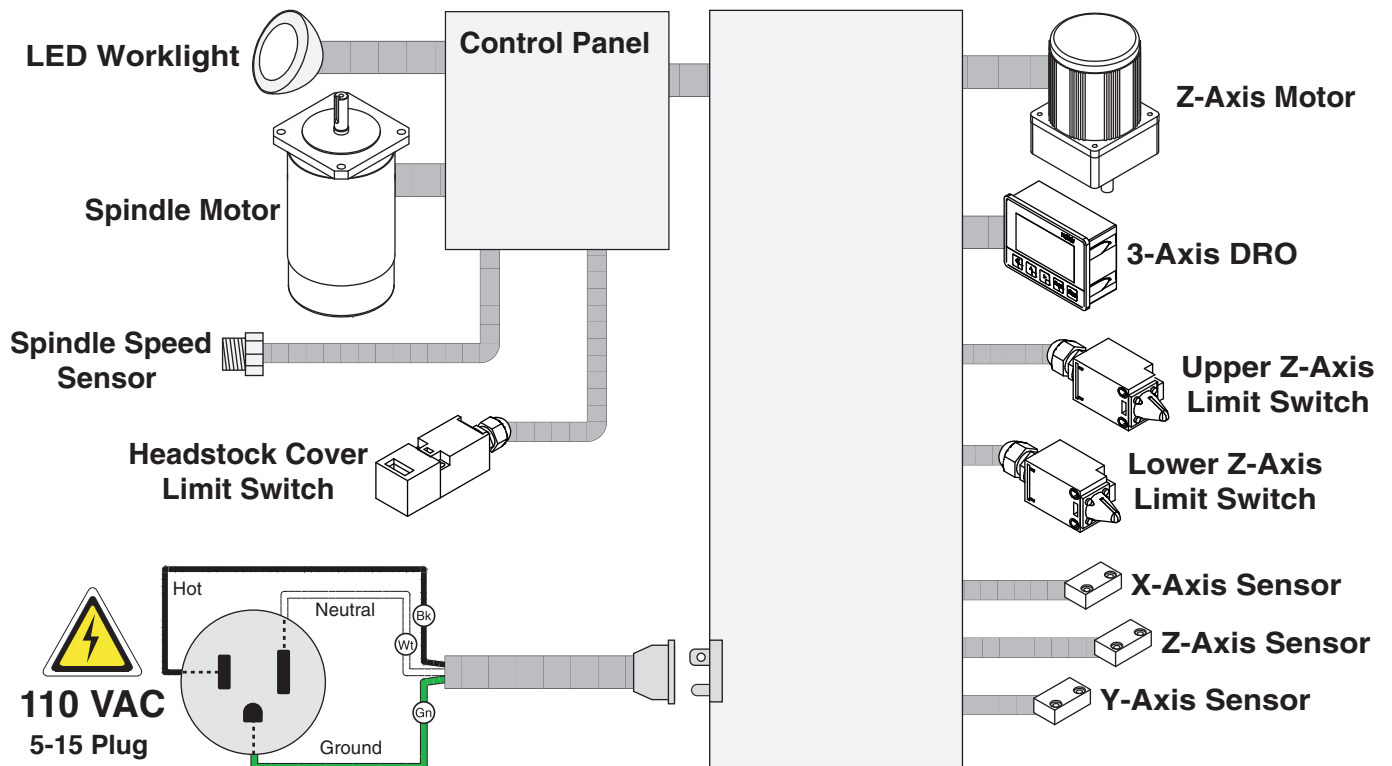 LED Worklight
Control Panel
Z-Axis Motor
Spindle Motor
3-Axis DRO
Spindle Speed
Sensor
Upper Z-Axis
Limit Switch
Headstock Cover
Limit Switch
Lower Z-Axis
Limit Switch
Hot
Neutral
Bk
Wt
Gn
Ground
110 VAC
5-15 Plug
X-Axis Sensor
Z-Axis Sensor
Y-Axis Sensor